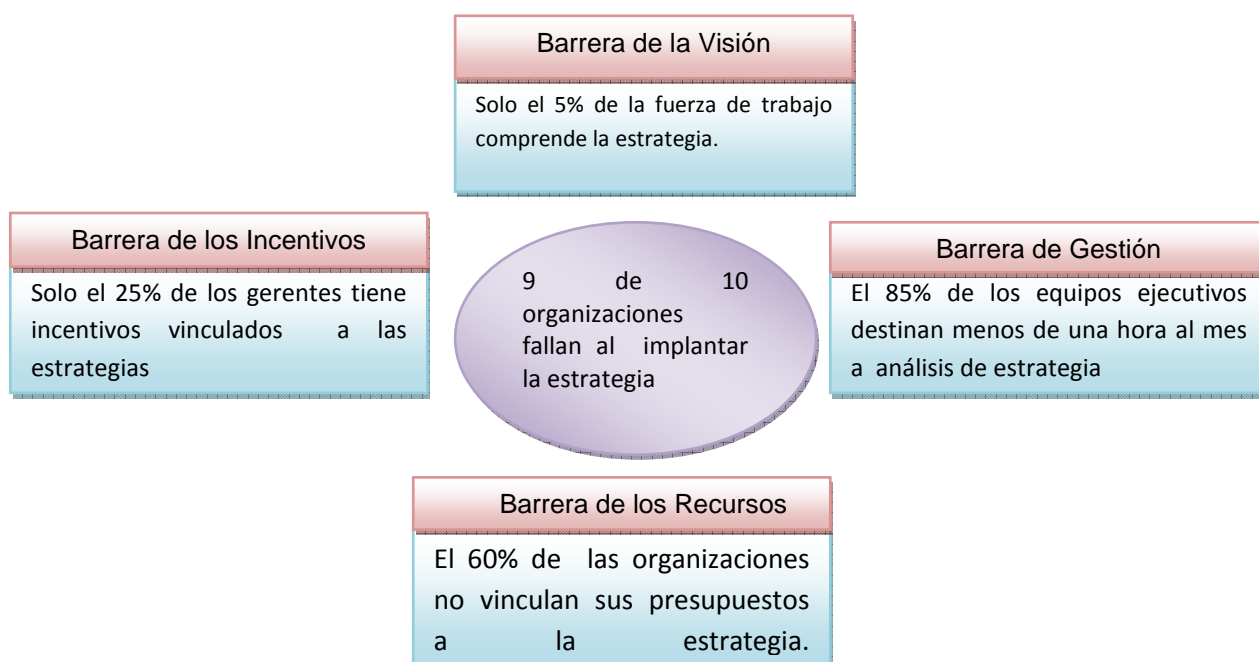 Barrera de la Visión
Solo el 5% de la fuerza de trabajo
comprende la estrategia.
Barrera de los Incentivos
Solo el 25% de los gerentes tiene
incentivos vinculados a las
estrategias
9 de 10
organizaciones
fallan al implantar
la estrategia
Barrera de Gestión
El 85% de los equipos ejecutivos
destinan menos de una hora al mes
a análisis de estrategia
Barrera de los Recursos
El 60% de las organizaciones
no vinculan sus presupuestos
a la estrategia.